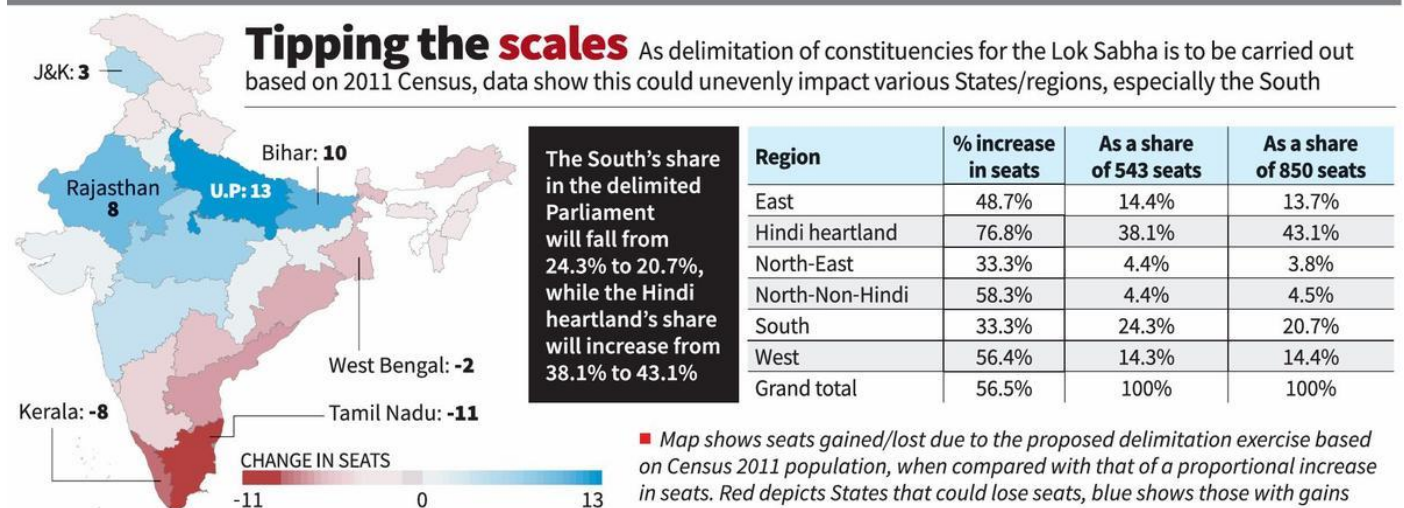 Tipping the scales As delimitation of constituencies for the Lok Sabha is to be carried out
based on 2011 Census, data show this could unevenly impact various States/regions, especially the South
J&K: 3
Bihar: 10
Rajasthan
8
U.P: 13
West Bengal: -2
Kerala: -8
Tamil Nadu: -11
CHANGE IN SEATS
-11 0 13
The South's share
in the delimited
Parliament
will fall from
24.3% to 20.7%,
while the Hindi
heartland's share
will increase from
38.1% to 43.1%
Region % increase in seats As a share of 543 seats As a share of 850 seats
East 48.7% 14.4% 13.7%
Hindi heartland 76.8% 38.1% 43.1%
North-East 33.3% 4.4% 3.8%
North-Non-Hindi 58.3% 4.4% 4.5%
South 33.3% 24.3% 20.7%
West 56.4% 14.3% 14.4%
Grand total 56.5% 100% 100%
Map shows seats gained/lost due to the proposed delimitation exercise based
on Census 2011 population, when compared with that of a proportional increase
in seats. Red depicts States that could lose seats, blue shows those with gains